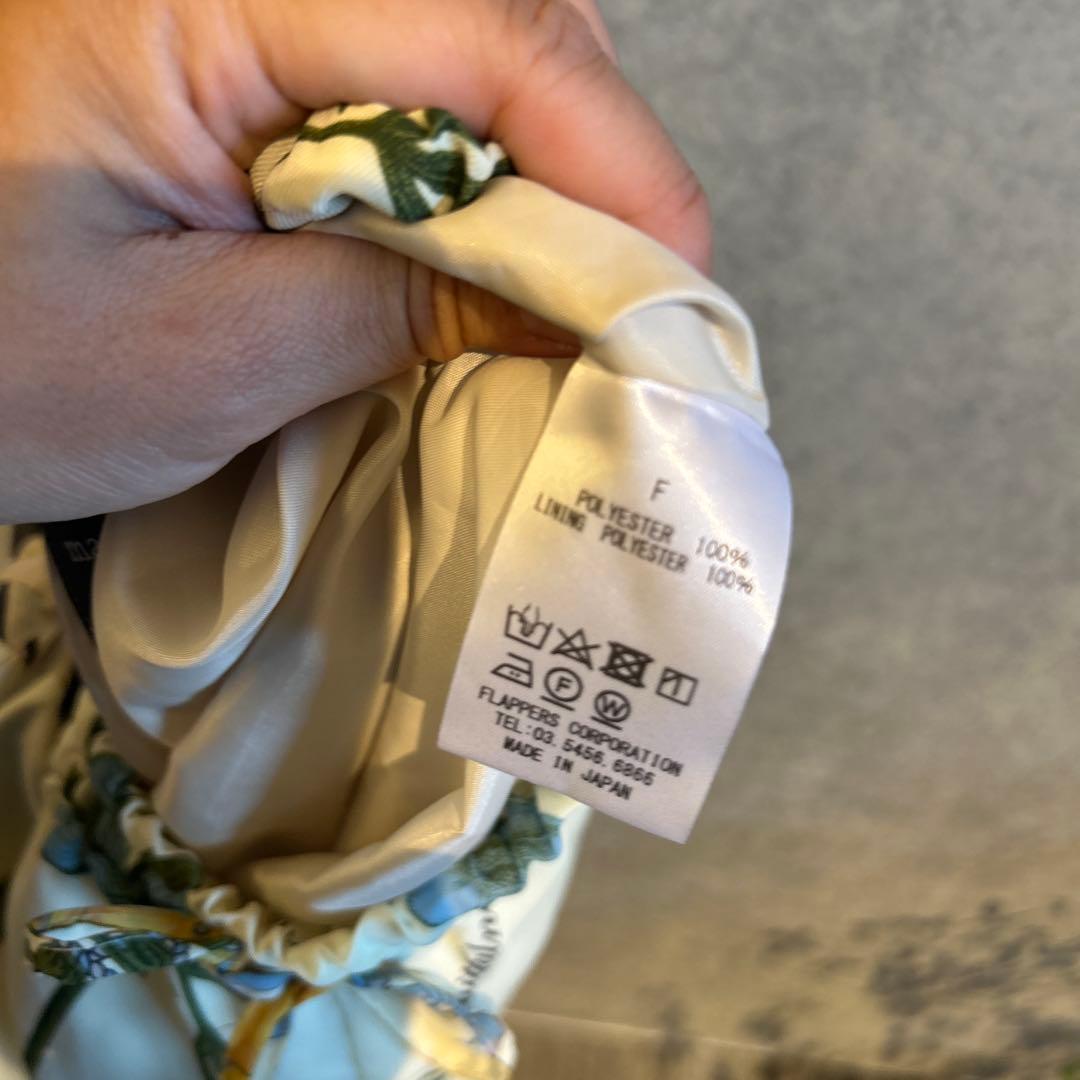 F
POLYESTER 100%
LINING POLYESTER 100%
F
W
FLAPPERS CORPORATION
TEL:03.5456.6866
MADE IN JAPAN